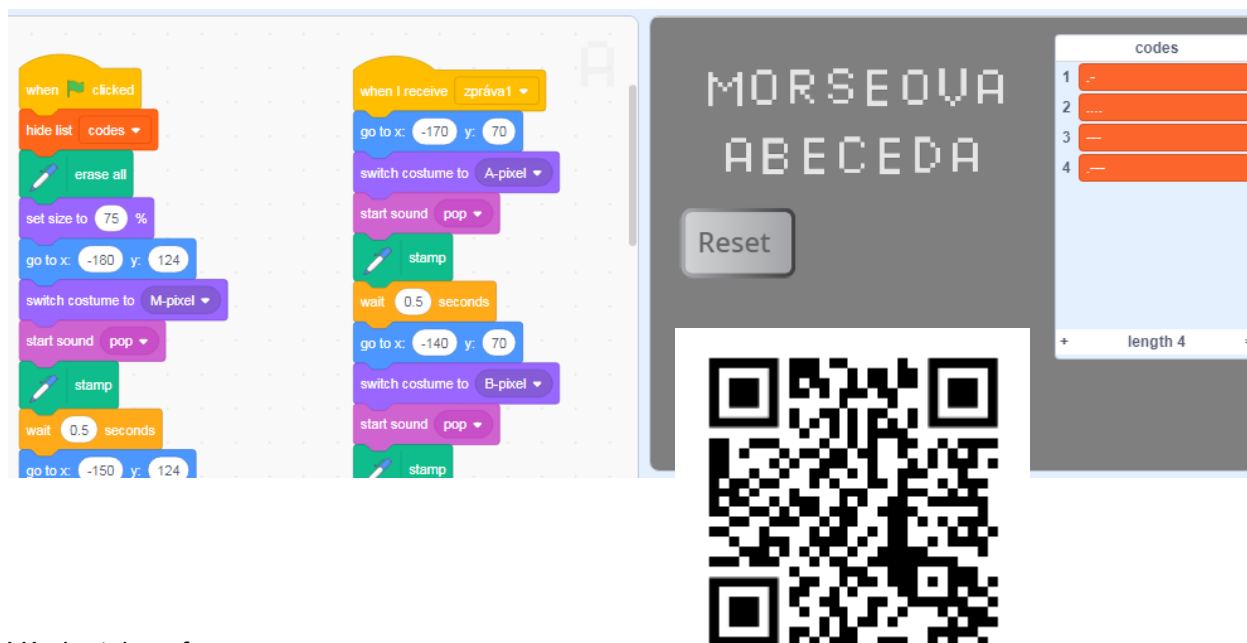 when clicked
hide list codes
erase all
set size to 75 %
go to x: -180 y: 124
switch costume to M-pixel
start sound pop
stamp
wait 0.5 seconds
go to x: -150 y: 124
when I receive zpráva1
go to x: -170 y: 70
switch costume to A-pixel
start sound pop
stamp
wait 0.5 seconds
go to x: -140 y: 70
switch costume to B-pixel
start sound pop
stamp
A
MORSEOVA
ABECEDA
Reset
codes
1 .-
2 ....
3 —
4 .—
+ length 4 =